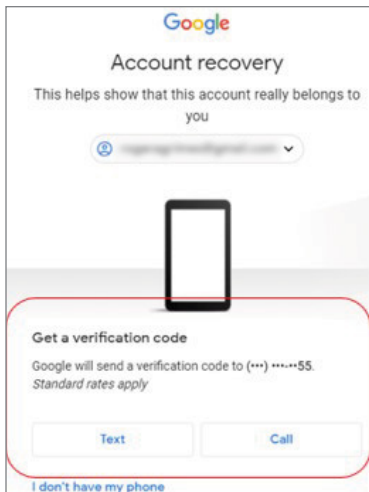 Google
Account recovery
This helps show that this account really belongs to
you
Get a verification code
Google will send a verification code to (•••) •••-••55.
Standard rates apply
Text
Call
I don't have my phone